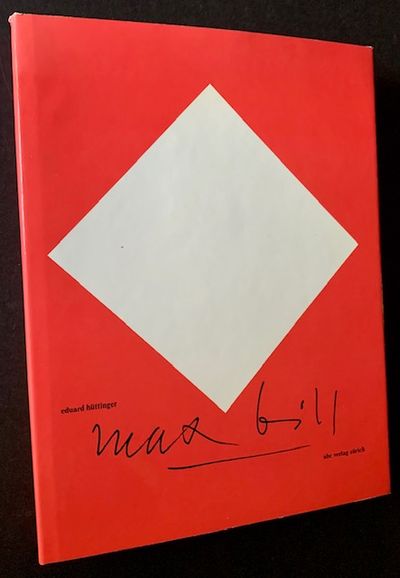 eduard hüttinger
max bill
abc verlag zürich